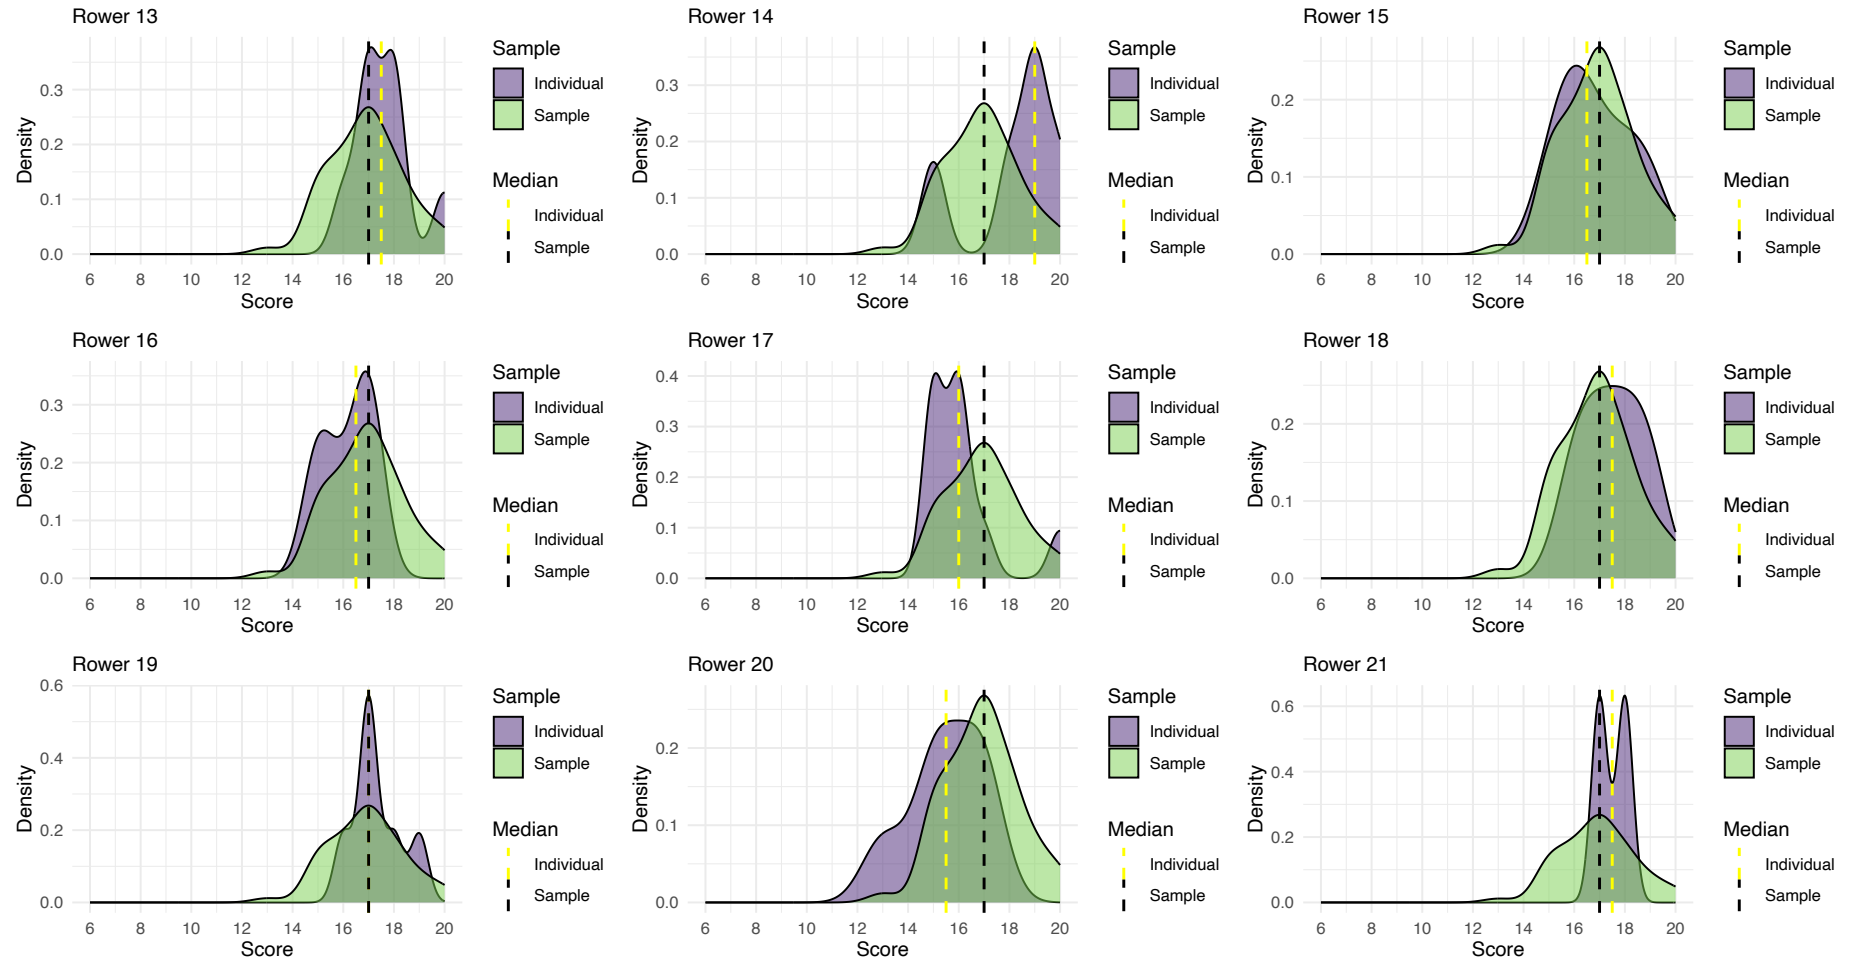 Rower 13
Density
0.3
0.2
0.1
0.0
6 8 10 12 14 16 18 20
Score
Sample
Individual
Sample
Median
Individual
Sample
Rower 14
Density
0.3
0.2
0.1
0.0
6 8 10 12 14 16 18 20
Score
Sample
Individual
Sample
Median
Individual
Sample
Rower 15
Density
0.2
0.1
0.0
6 8 10 12 14 16 18 20
Score
Sample
Individual
Sample
Median
Individual
Sample
Rower 16
Density
0.3
0.2
0.1
0.0
6 8 10 12 14 16 18 20
Score
Sample
Individual
Sample
Median
Individual
Sample
Rower 17
Density
0.4
0.3
0.2
0.1
0.0
6 8 10 12 14 16 18 20
Score
Sample
Individual
Sample
Median
Individual
Sample
Rower 18
Density
0.2
0.1
0.0
6 8 10 12 14 16 18 20
Score
Sample
Individual
Sample
Median
Individual
Sample
Rower 19
Density
0.6
0.4
0.2
0.0
6 8 10 12 14 16 18 20
Score
Sample
Individual
Sample
Median
Individual
Sample
Rower 20
Density
0.2
0.1
0.0
6 8 10 12 14 16 18 20
Score
Sample
Individual
Sample
Median
Individual
Sample
Rower 21
Density
0.6
0.4
0.2
0.0
6 8 10 12 14 16 18 20
Score
Sample
Individual
Sample
Median
Individual
Sample